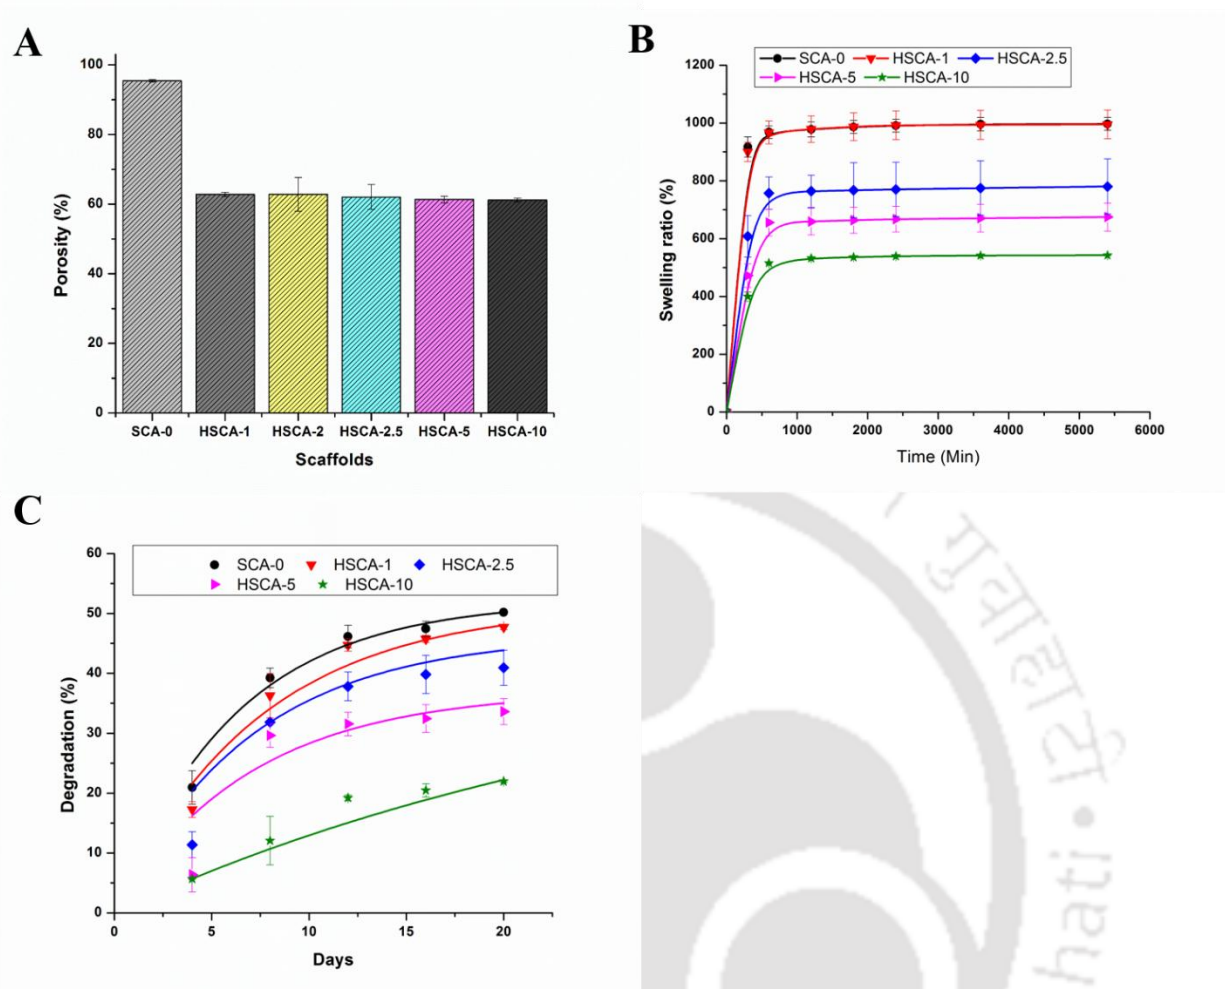 A
Porosity (%)
100
80
60
40
20
0
SCA-0 HSCA-1 HSCA-2 HSCA-2.5 HSCA-5 HSCA-10
Scaffolds
B
SCA-0 HSCA-1 HSCA-2.5
HSCA-5 HSCA-10
Swelling ratio (%)
1200
1000
800
600
400
200
0
0 1000 2000 3000 4000 5000 6000
Time (Min)
C
SCA-0 HSCA-1 HSCA-2.5
HSCA-5 HSCA-10
Degradation (%)
60
50
40
30
20
10
0
0 5 10 15 20
Days
गुवाहाटी
hati